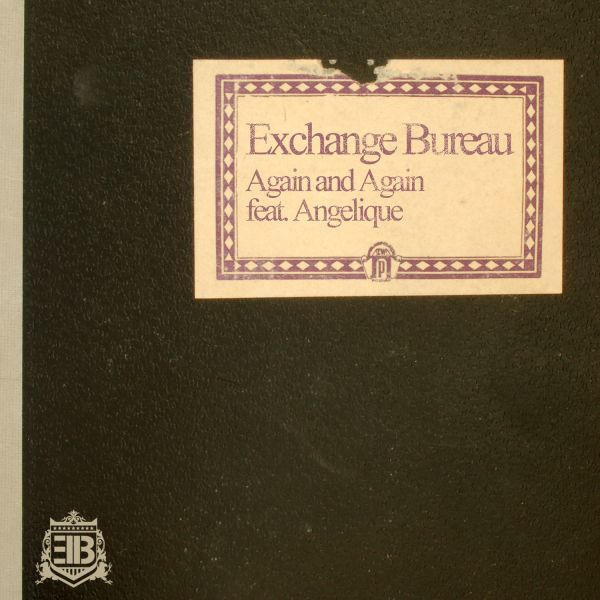 Exchange Bureau
Again and Again
feat. Angelique
P
EB